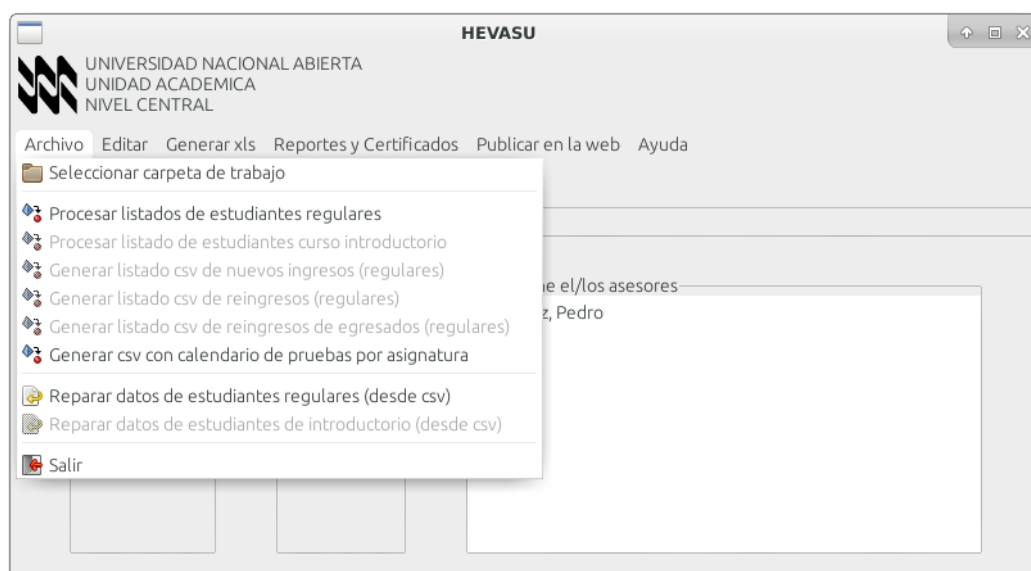 HEVASU
UNIVERSIDAD NACIONAL ABIERTA
UNIDAD ACADEMICA
NIVEL CENTRAL
Archivo Editar Generar xls Reportes y Certificados Publicar en la web Ayuda
Seleccionar carpeta de trabajo
Procesar listados de estudiantes regulares
Procesar listado de estudiantes curso introductorio
Generar listado csv de nuevos ingresos (regulares)
Generar listado csv de reingresos (regulares)
Generar listado csv de reingresos de egresados (regulares)
Generar csv con calendario de pruebas por asignatura
Reparar datos de estudiantes regulares (desde csv)
Reparar datos de estudiantes de introductorio (desde csv)
Salir
e el/los asesores
z, Pedro